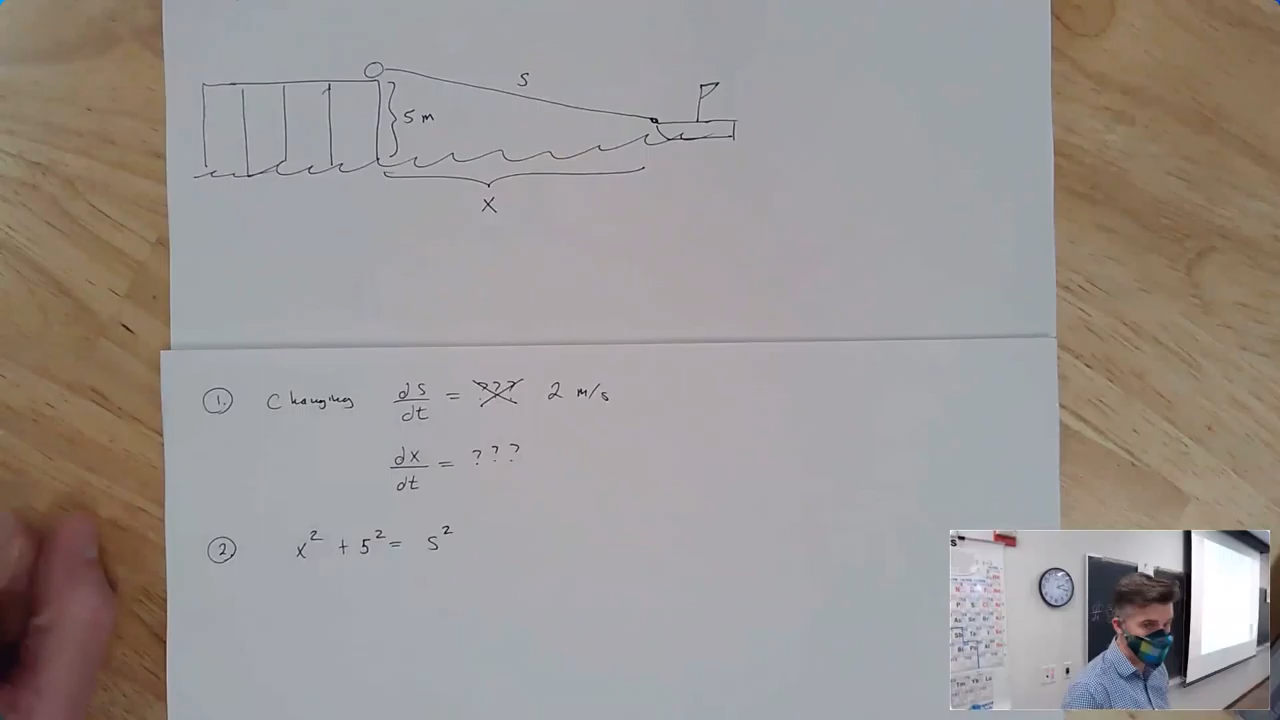 S
5 m
X
1. Changing dS/dt = ??? 2 m/s
dx/dt = ???
2. x² + 5² = S²